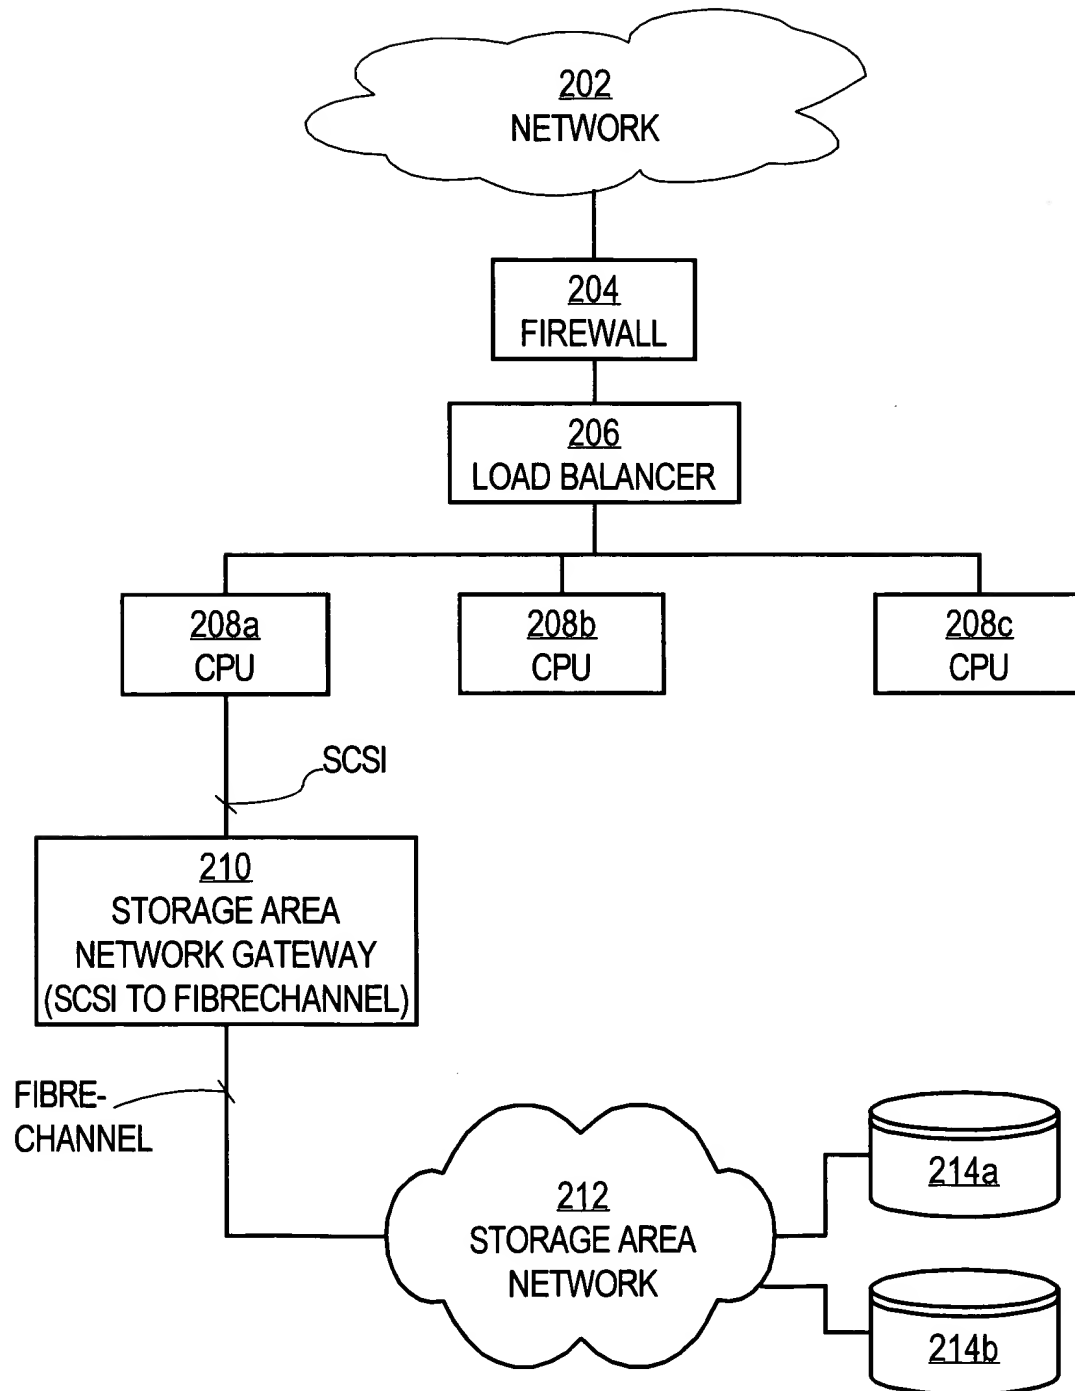 202
NETWORK
204
FIREWALL
206
LOAD BALANCER
208a
CPU
208b
CPU
208c
CPU
SCSI
210
STORAGE AREA
NETWORK GATEWAY
(SCSI TO FIBRECHANNEL)
FIBRE-
CHANNEL
212
STORAGE AREA
NETWORK
214a
214b